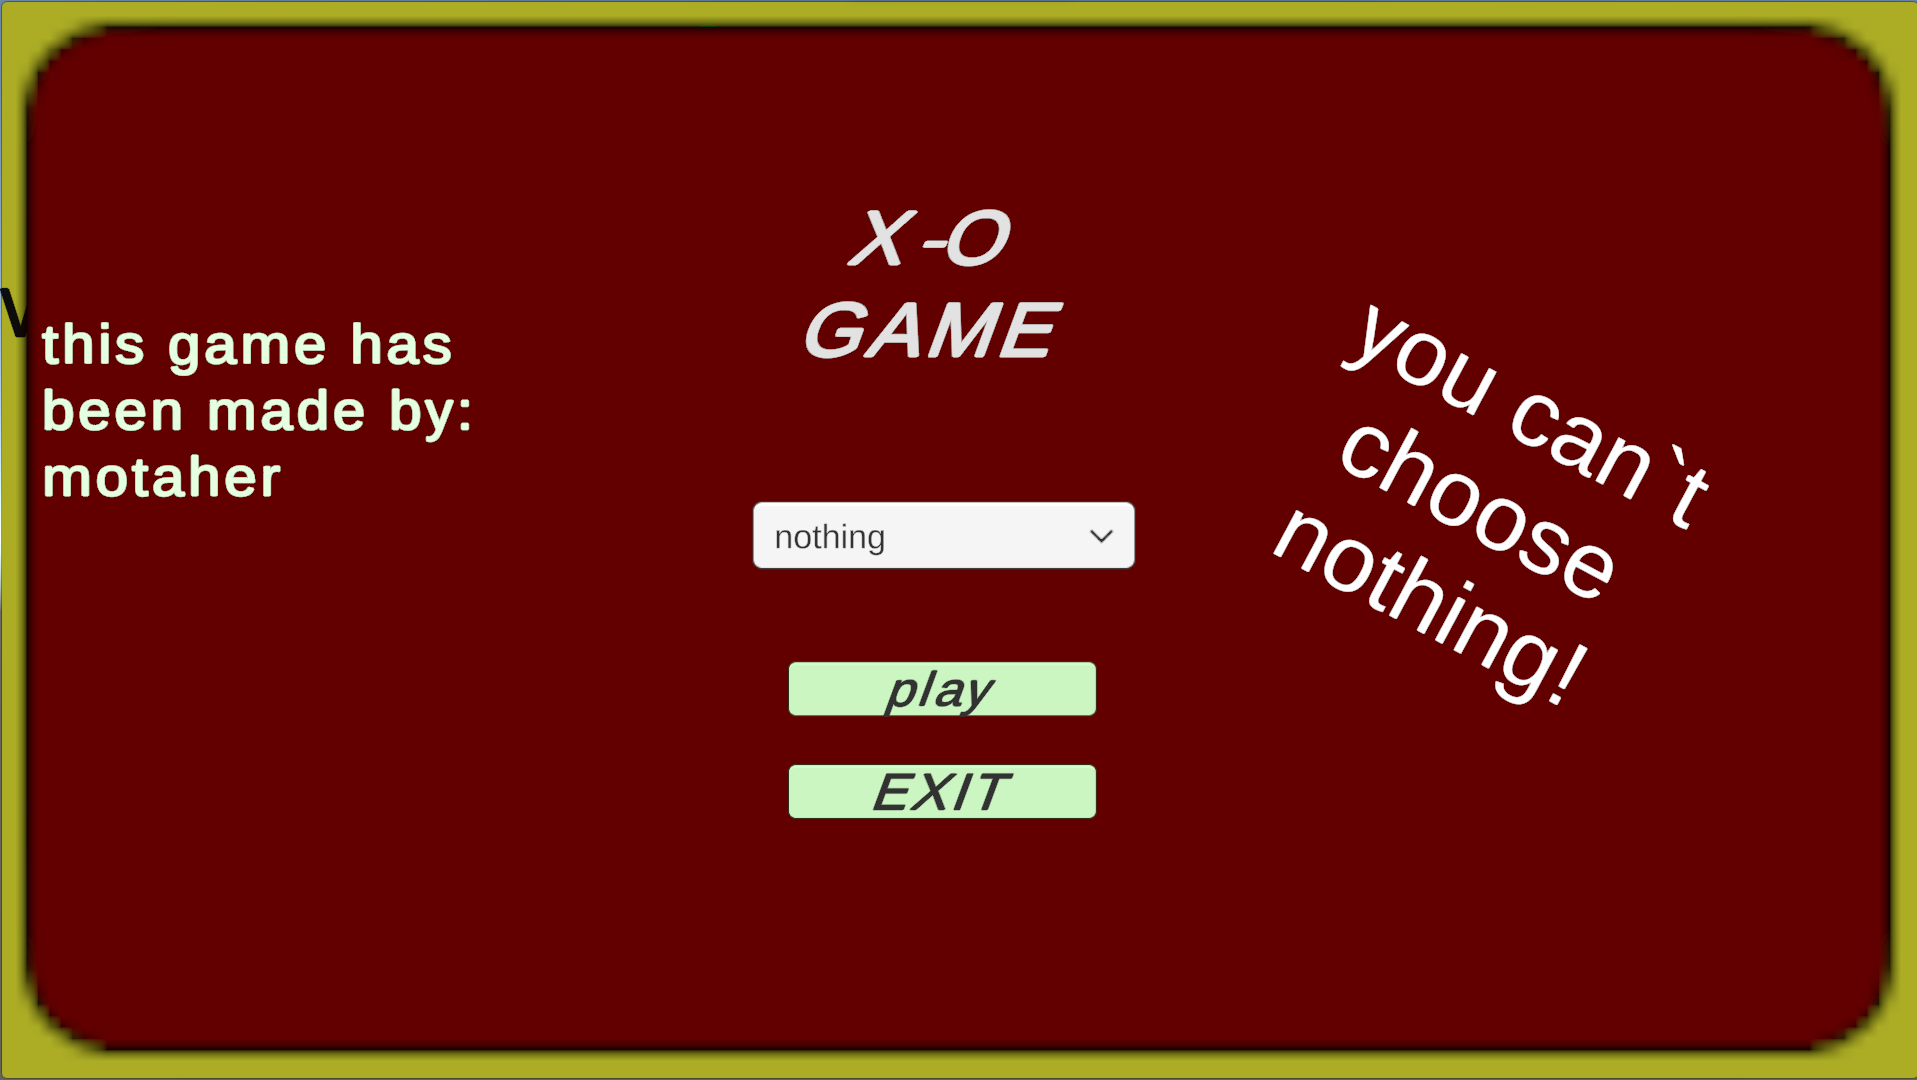 X-O
GAME
this game has
been made by:
motaher
you can`t
choose
nothing!
nothing
play
EXIT